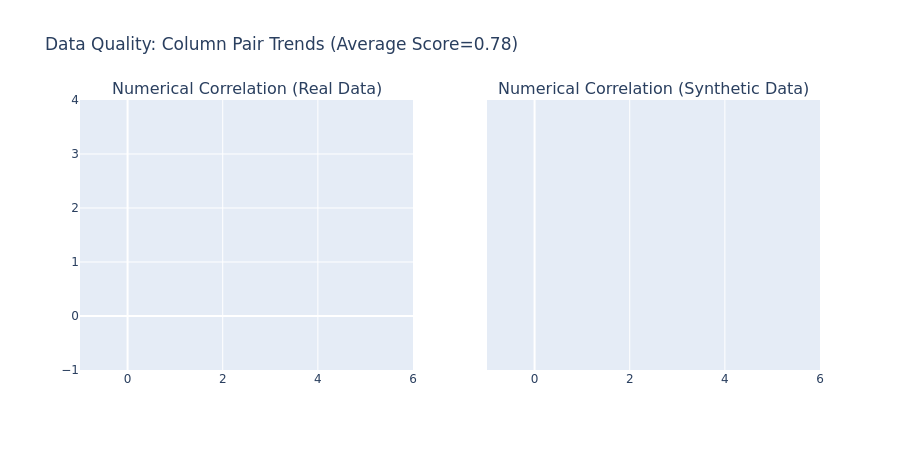 Data Quality: Column Pair Trends (Average Score=0.78)
Numerical Correlation (Real Data)
Numerical Correlation (Synthetic Data)
4
3
2
1
0
−1
0 2 4 6
0 2 4 6